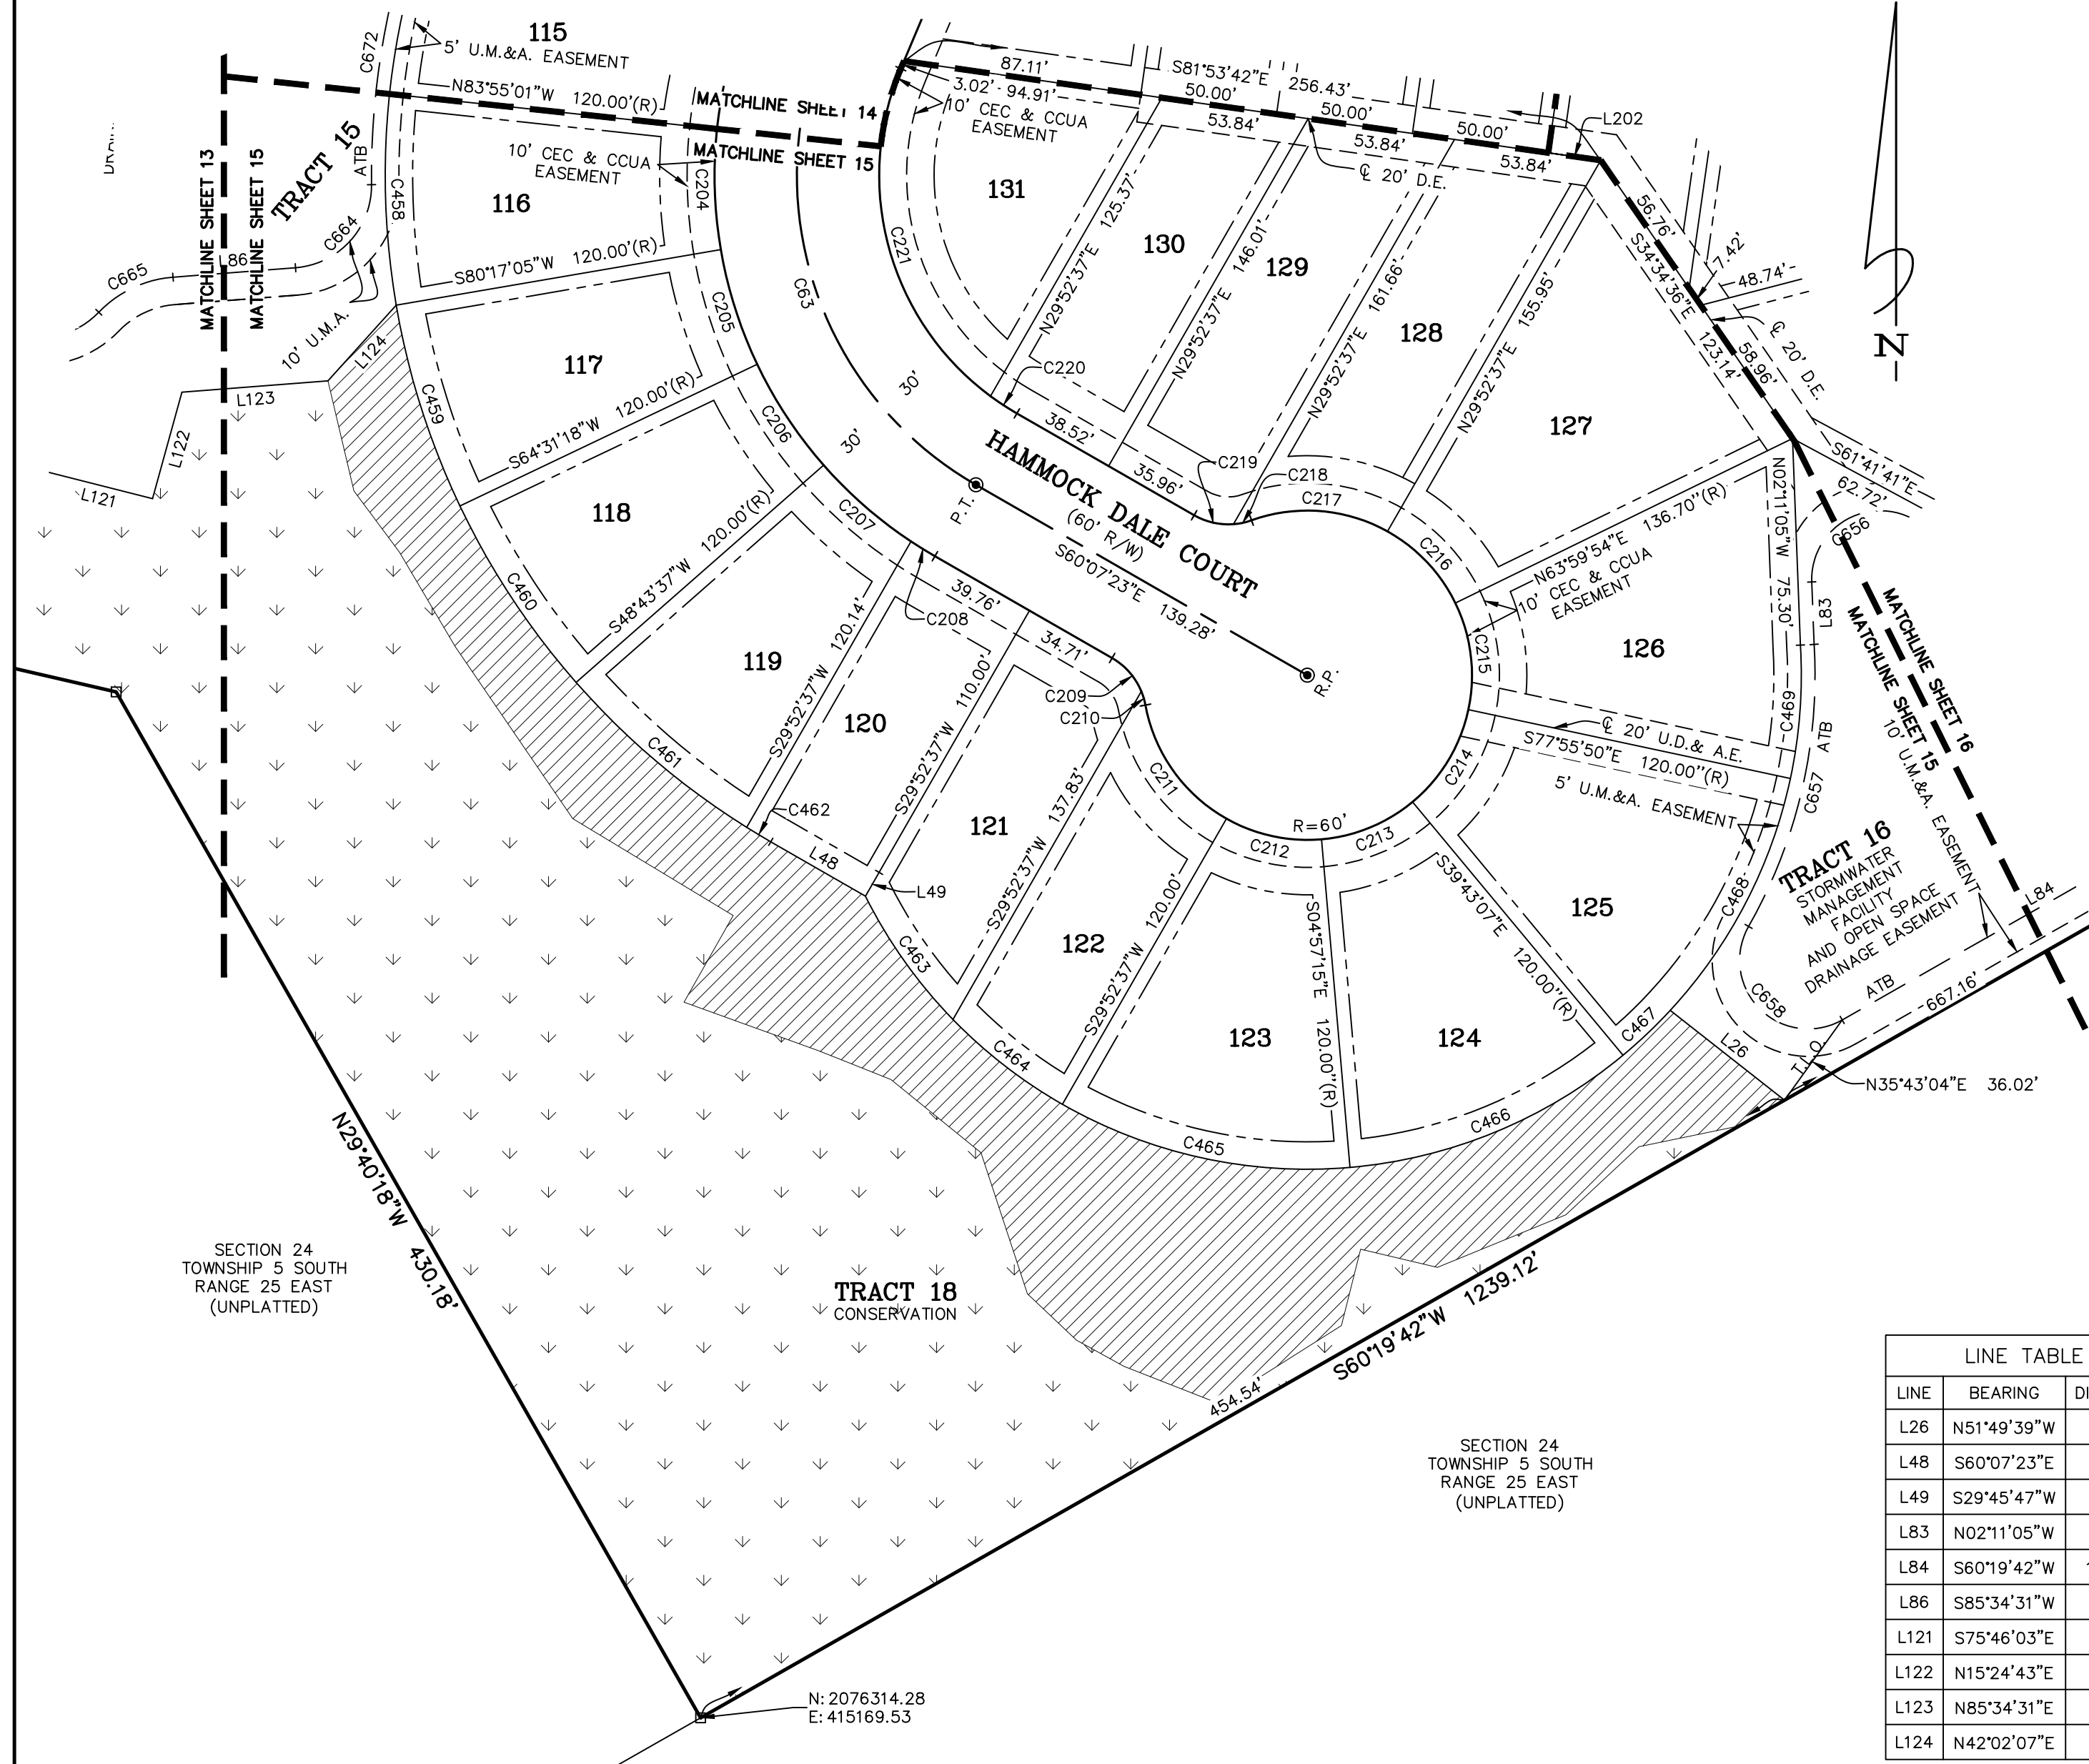 115
5' U.M.&A. EASEMENT
C672
N83°55'01"W 120.00'(R)
MATCHLINE SHEET 14
MATCHLINE SHEET 15
87.11'
S81°53'42"E 256.43'
3.02' 94.91'
50.00'
50.00'
50.00'
53.84'
53.84'
53.84'
L202
10' CEC & CCUA
EASEMENT
℄ 20' D.E.
MATCHLINE SHEET 13
MATCHLINE SHEET 15
TRACT 15
ATB
C458
C664
C665
L86
10' U.M.A.
10' CEC & CCUA
EASEMENT
C204
116
S80°17'05"W 120.00'(R)
131
C221
N29°52'37"E 125.37'
130
N29°52'37"E 146.01'
129
N29°52'37"E 161.66'
128
N29°52'37"E 155.95'
127
56.76'
S34°34'36"E 123.14'
7.42'
48.74'
℄ 20' D.E.
58.96'
S61°41'41"E
62.72'
C656
N
C63
C205
117
L124
L123
L122
L121
C459
S64°31'18"W 120.00'(R)
C206
30'
30'
C220
38.52'
35.96'
C219
C218
C217
C216
HAMMOCK DALE COURT
(60' R/W)
S60°07'23"E 139.28'
P.T.
R.P.
118
C460
S48°43'37"W 120.00'(R)
C207
39.76'
34.71'
C208
C209
C210
119
C461
S29°52'37"W 120.14'
120
S29°52'37"W 110.00'
C462
L48
L49
121
S29°52'37"W 137.83'
C463
C211
122
S29°52'37"W 120.00'
C464
C212
R=60'
C213
C214
C215
N63°59'54"E 136.70"(R)
10' CEC & CCUA
EASEMENT
N02°11'05"W 75.30'
L83
126
C469
ATB
℄ 20' U.D.& A.E.
S77°55'50"E 120.00"(R)
5' U.M.&A. EASEMENT
C657
MATCHLINE SHEET 16
MATCHLINE SHEET 15
10' U.M.&A. EASEMENT
TRACT 16
STORMWATER
MANAGEMENT
FACILITY
AND OPEN SPACE
DRAINAGE EASEMENT
L84
ATB
667.16'
C468
C658
125
S39°43'07"E 120.00"(R)
C467
124
123
S04°57'15"E 120.00"(R)
C465
C466
L26
T.L.O.
N35°43'04"E 36.02'
N29°40'18"W 430.18'
SECTION 24
TOWNSHIP 5 SOUTH
RANGE 25 EAST
(UNPLATTED)
TRACT 18
CONSERVATION
454.54'
S60°19'42"W 1239.12'
SECTION 24
TOWNSHIP 5 SOUTH
RANGE 25 EAST
(UNPLATTED)
N: 2076314.28
E: 415169.53
LINE TABLE
LINE BEARING
L26 N51°49'39"W
L48 S60°07'23"E
L49 S29°45'47"W
L83 N02°11'05"W
L84 S60°19'42"W
L86 S85°34'31"W
L121 S75°46'03"E
L122 N15°24'43"E
L123 N85°34'31"E
L124 N42°02'07"E